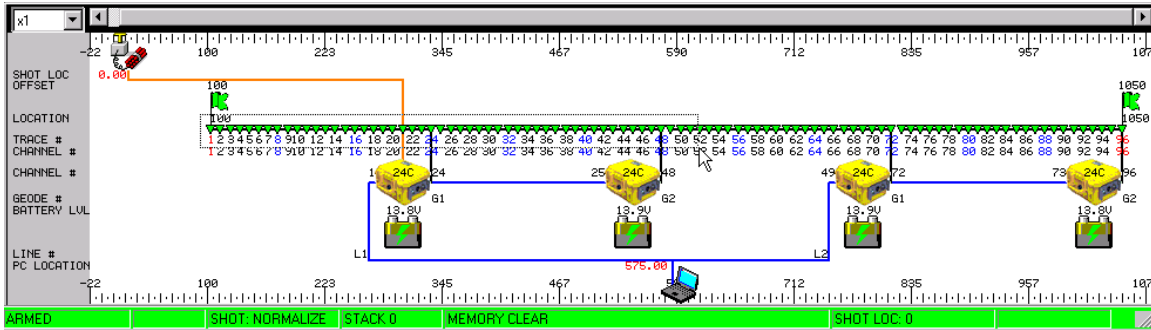 x1
-22 100 223 345 467 590 712 835 957 107
SHOT LOC 0.00
OFFSET
100 1050
LOCATION 100 1050
TRACE # 1 2 3 4 5 6 7 8 9 10 12 14 16 18 20 22 24 26 28 30 32 34 36 38 40 42 44 46 48 50 52 54 56 58 60 62 64 66 68 70 72 74 76 78 80 82 84 86 88 90 92 94 96
CHANNEL # 1 2 3 4 5 6 7 8 9 10 12 14 16 18 20 22 24 26 28 30 32 34 36 38 40 42 44 46 48 50 52 54 56 58 60 62 64 66 68 70 72 74 76 78 80 82 84 86 88 90 92 94 96
CHANNEL # 1 24C 24 25 24C 48 49 24C 72 73 24C 96
GEODE # G1 G2 G1 G2
BATTERY LVL 13.8V 13.9V 13.9V 13.8V
LINE # L1 L2
PC LOCATION 575.00
-22 100 223 345 467 5 712 835 957 107
ARMED SHOT: NORMALIZE STACK 0 MEMORY CLEAR SHOT LOC: 0